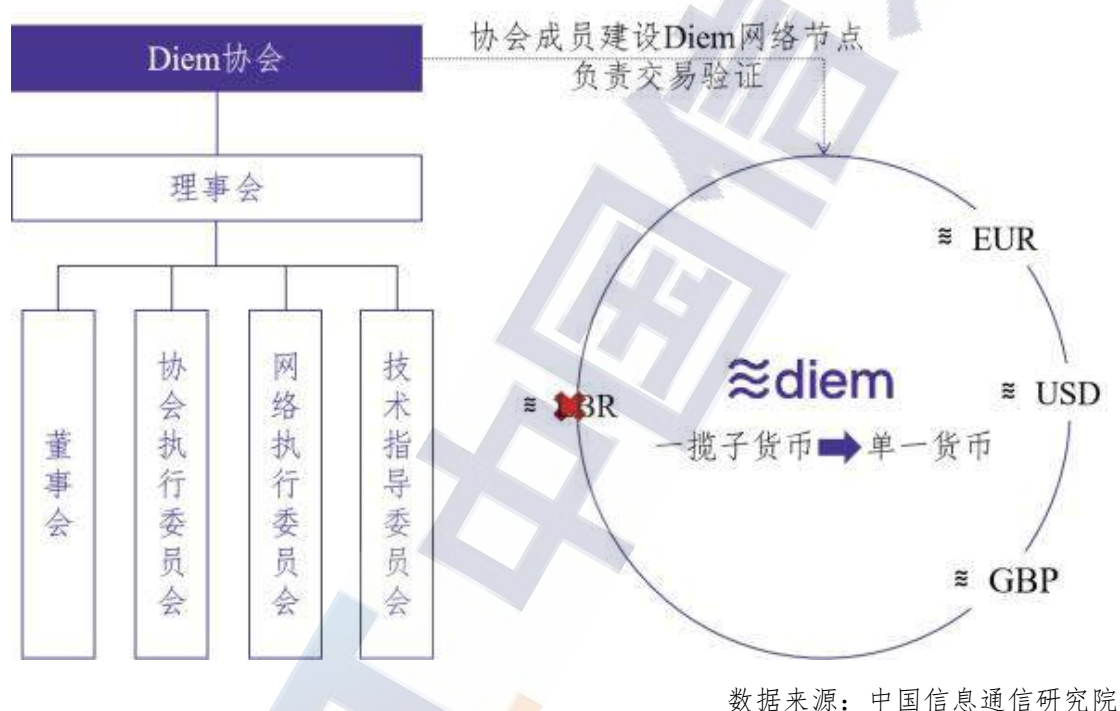 Diem协会
协会成员建设Diem网络节点
负责交易验证
理事会
董事会
协会执行委员会
网络执行委员会
技术指导委员会
≋ EUR
≋ USD
≋ GBP
≋diem
一揽子货币➡单一货币
数据来源：中国信息通信研究院
中国信